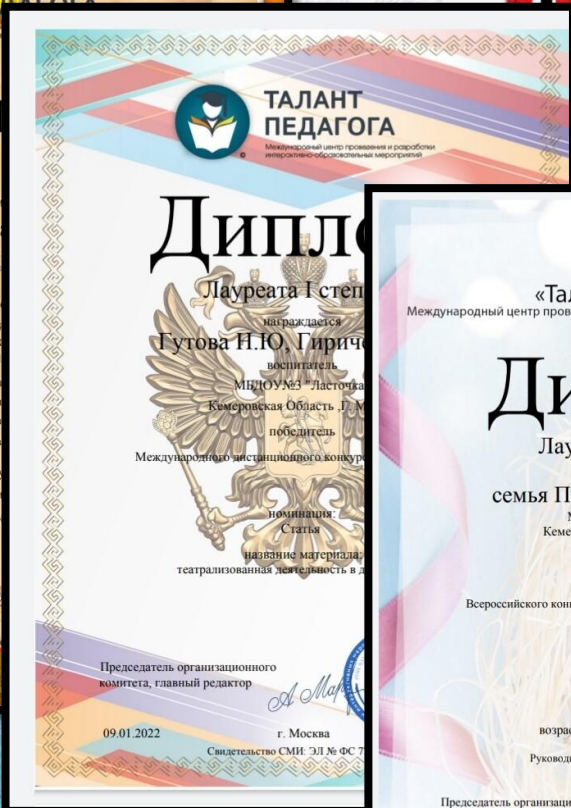 ТАЛАНТ
ПЕДАГОГА
Международный центр проведения и разработки
интерактивно-образовательных мероприятий
Дипло
Лауреата I степ
награждается
Гутова Н.Ю, Гирич
воспитатель
МБДОУ№3 "Ласточка
Кемеровская Область ,Г. М
победитель
Международного дистанционного конкур
номинация:
Статья
название материала:
театрализованная деятельность в д
Председатель организационного
комитета, главный редактор
09.01.2022
г. Москва
Свидетельство СМИ: ЭЛ № ФС 7
«Тал
Международный центр пров
Ди
Лау
семья П
Кеме
Всероссийского кон
возрас
Руковод
Председатель организаци